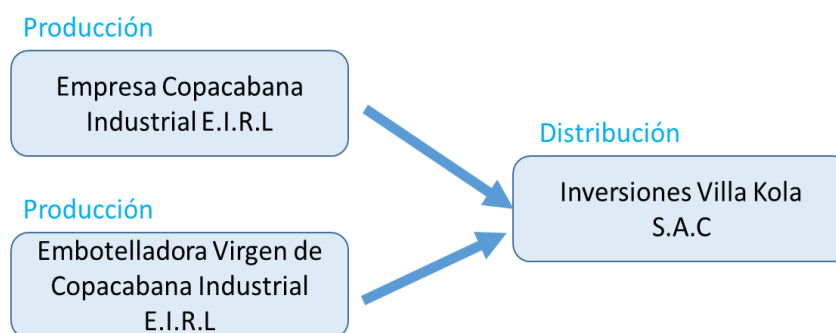 Producción
Empresa Copacabana
Industrial E.I.R.L
Distribución
Inversiones Villa Kola
S.A.C
Producción
Embotelladora Virgen de
Copacabana Industrial
E.I.R.L